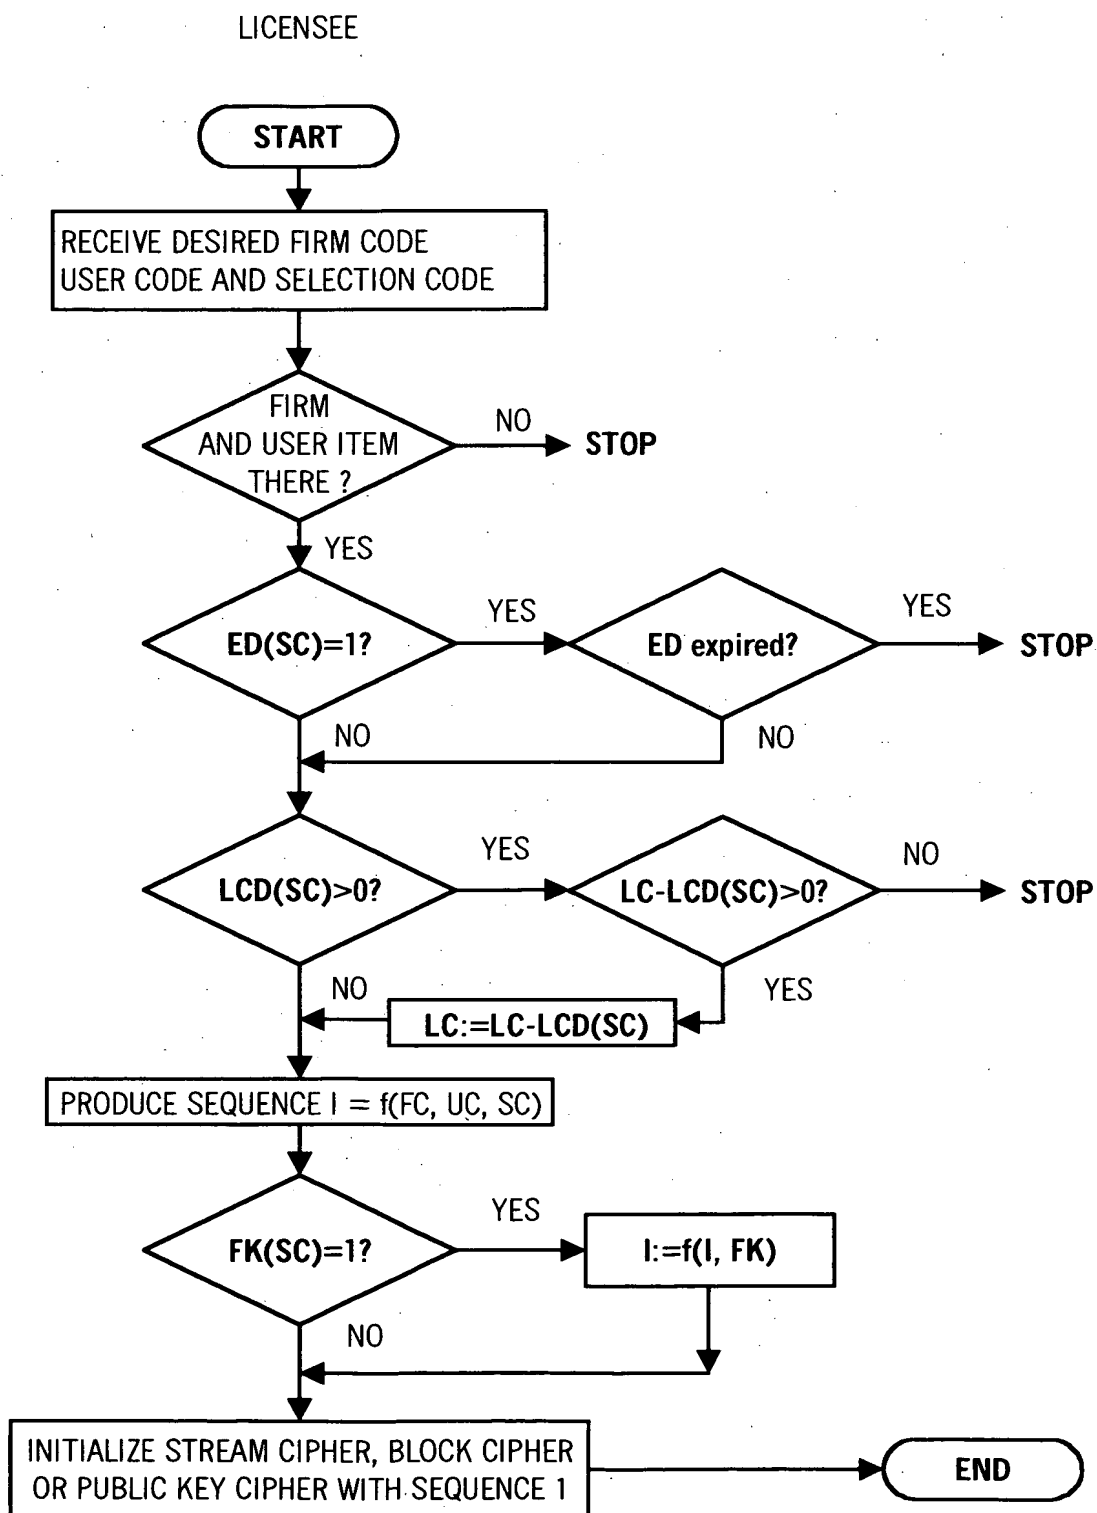 LICENSEE
START
RECEIVE DESIRED FIRM CODE
USER CODE AND SELECTION CODE
FIRM
AND USER ITEM
THERE ?
NO
STOP
YES
ED(SC)=1?
YES
ED expired?
YES
STOP
NO
NO
LCD(SC)>0?
YES
LC-LCD(SC)>0?
NO
STOP
NO
YES
LC:=LC-LCD(SC)
PRODUCE SEQUENCE I = f(FC, UC, SC)
FK(SC)=1?
YES
I:=f(I, FK)
NO
INITIALIZE STREAM CIPHER, BLOCK CIPHER
OR PUBLIC KEY CIPHER WITH SEQUENCE 1
END